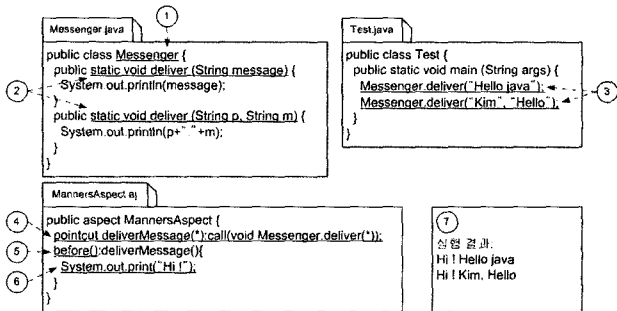 1
Messenger.java
public class Messenger {
public static void deliver (String message) {
System.out.println(message);
}
public static void deliver (String p, String m) {
System.out.println(p+"."+m);
}
}
2
Test.java
public class Test {
public static void main (String args) {
Messenger.deliver("Hello java");
Messenger.deliver("Kim", "Hello");
}
}
3
MannersAspect.aj
public aspect MannersAspect {
pointcut deliverMessage(*):call(void Messenger.deliver(*));
before():deliverMessage(){
System.out.print("Hi !");
}
}
4
5
6
7
실행 결과:
Hi ! Hello java
Hi ! Kim, Hello